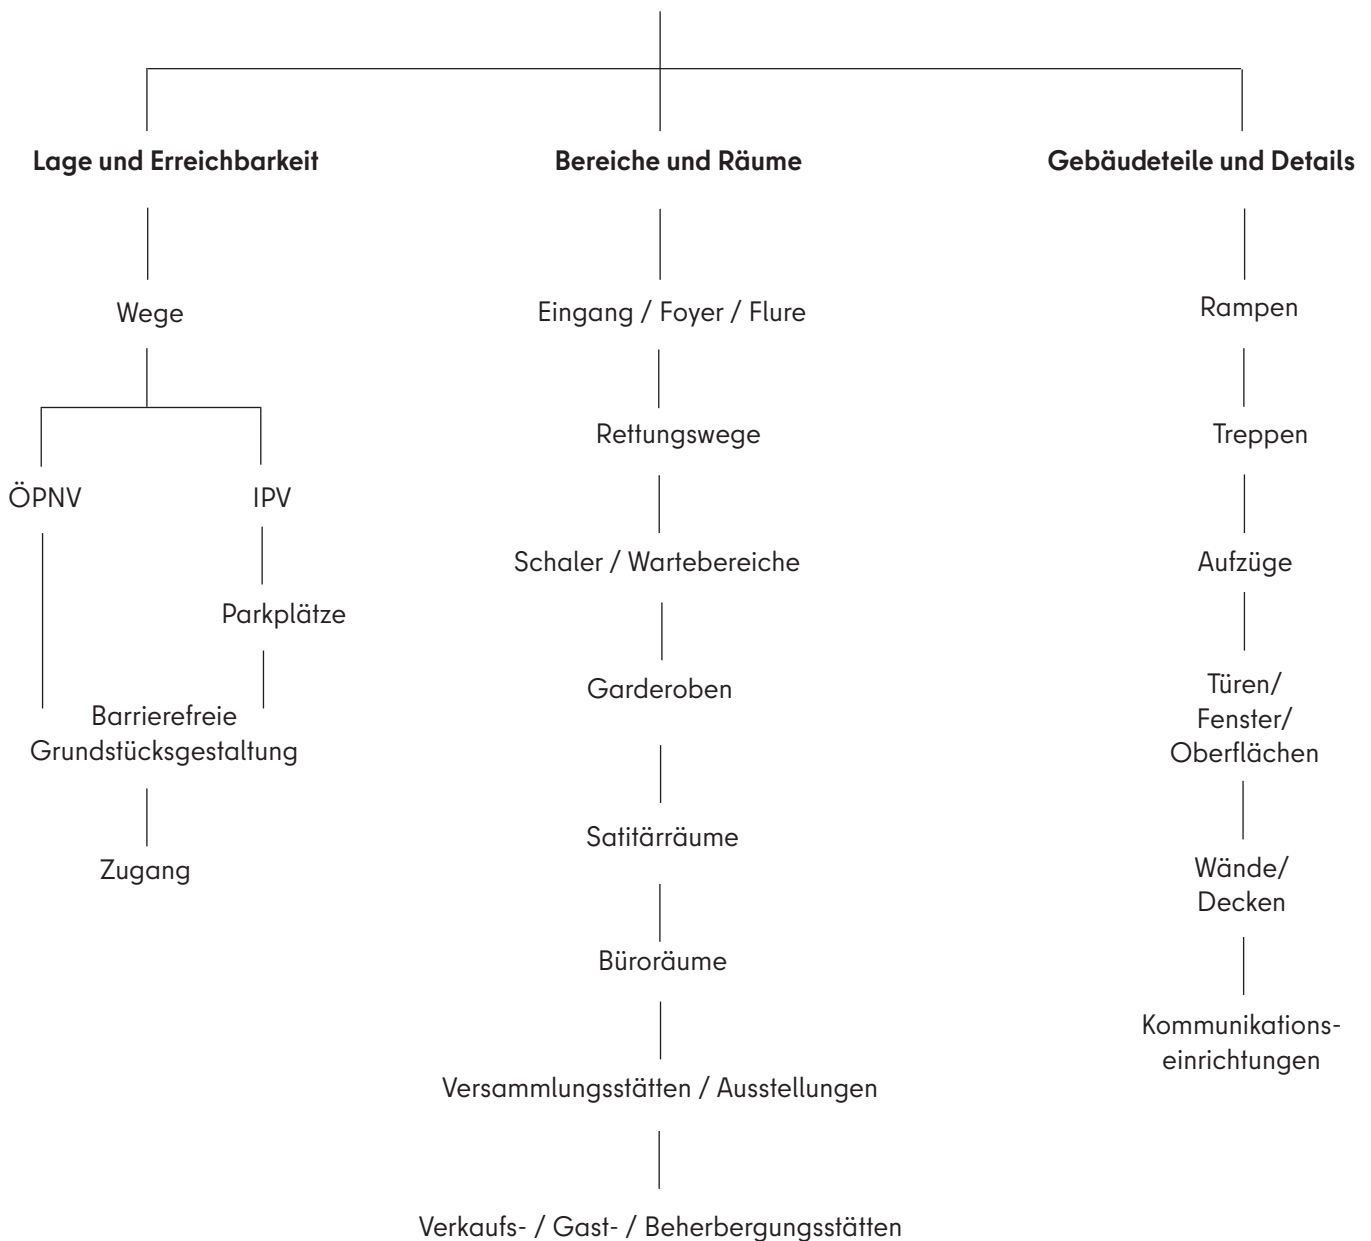 Lage und Erreichbarkeit
Wege
ÖPNV
IPV
Parkplätze
Barrierefreie
Grundstücksgestaltung
Zugang
Bereiche und Räume
Eingang / Foyer / Flure
Rettungswege
Schaler / Wartebereiche
Garderoben
Satitärräume
Büroräume
Versammlungsstätten / Ausstellungen
Verkaufs- / Gast- / Beherbergungsstätten
Gebäudeteile und Details
Rampen
Treppen
Aufzüge
Türen/
Fenster/
Oberflächen
Wände/
Decken
Kommunikations-
einrichtungen